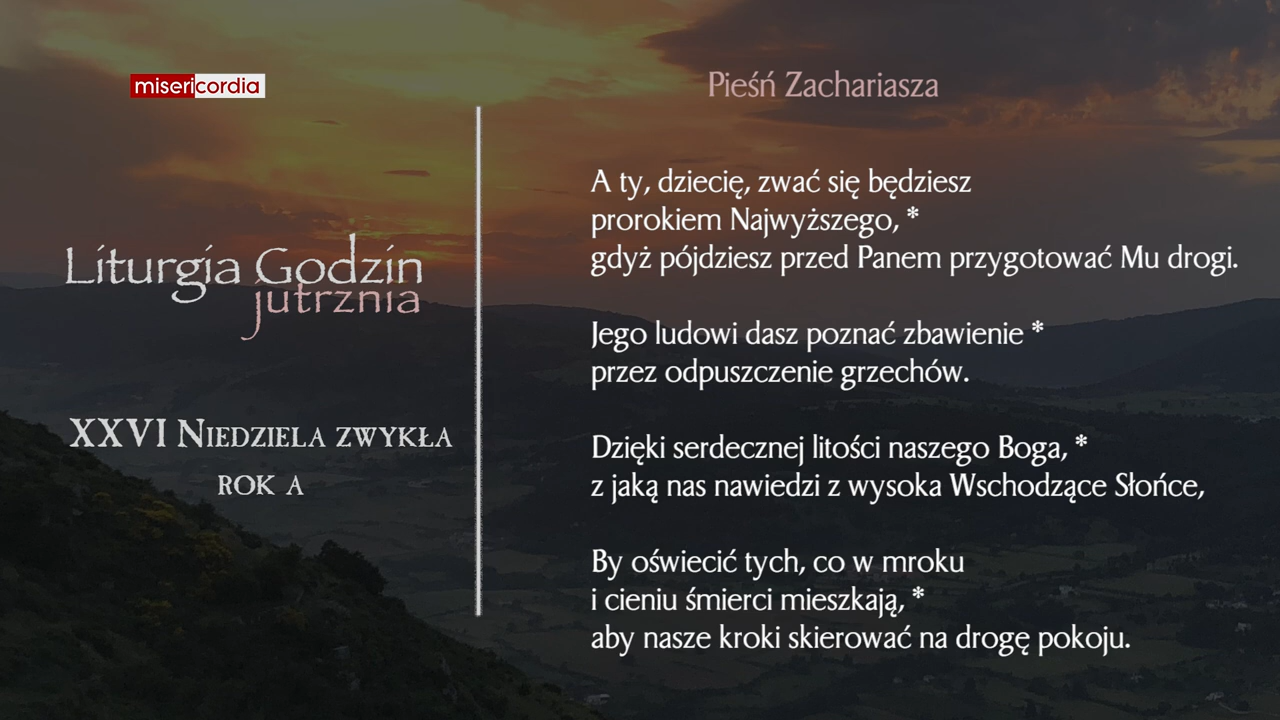 misericordia
Liturgia Godzin
jutrznia
XXVI Niedziela zwykła
rok a
Pieśń Zachariasza
A ty, dziecię, zwać się będziesz
prorokiem Najwyższego, *
gdyż pójdziesz przed Panem przygotować Mu drogi.
Jego ludowi dasz poznać zbawienie *
przez odpuszczenie grzechów.
Dzięki serdecznej litości naszego Boga, *
z jaką nas nawiedzi z wysoka Wschodzące Słońce,
By oświecić tych, co w mroku
i cieniu śmierci mieszkają, *
aby nasze kroki skierować na drogę pokoju.